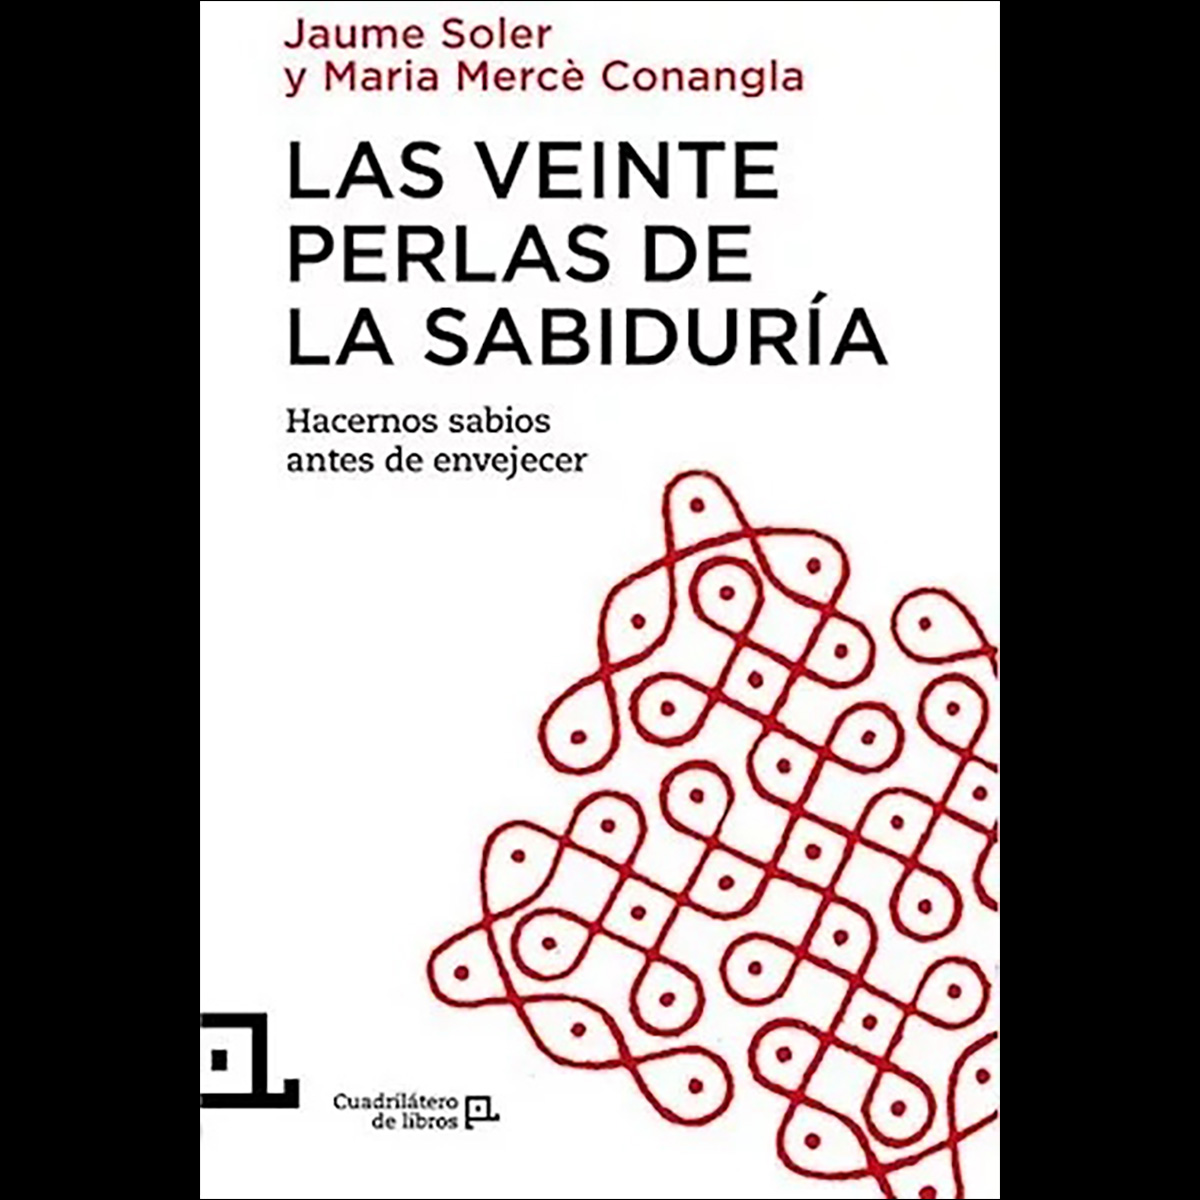 Jaume Soler
y Maria Mercè Conangla
LAS VEINTE
PERLAS DE
LA SABIDURÍA
Hacernos sabios
antes de envejecer
Cuadrilátero
de libros